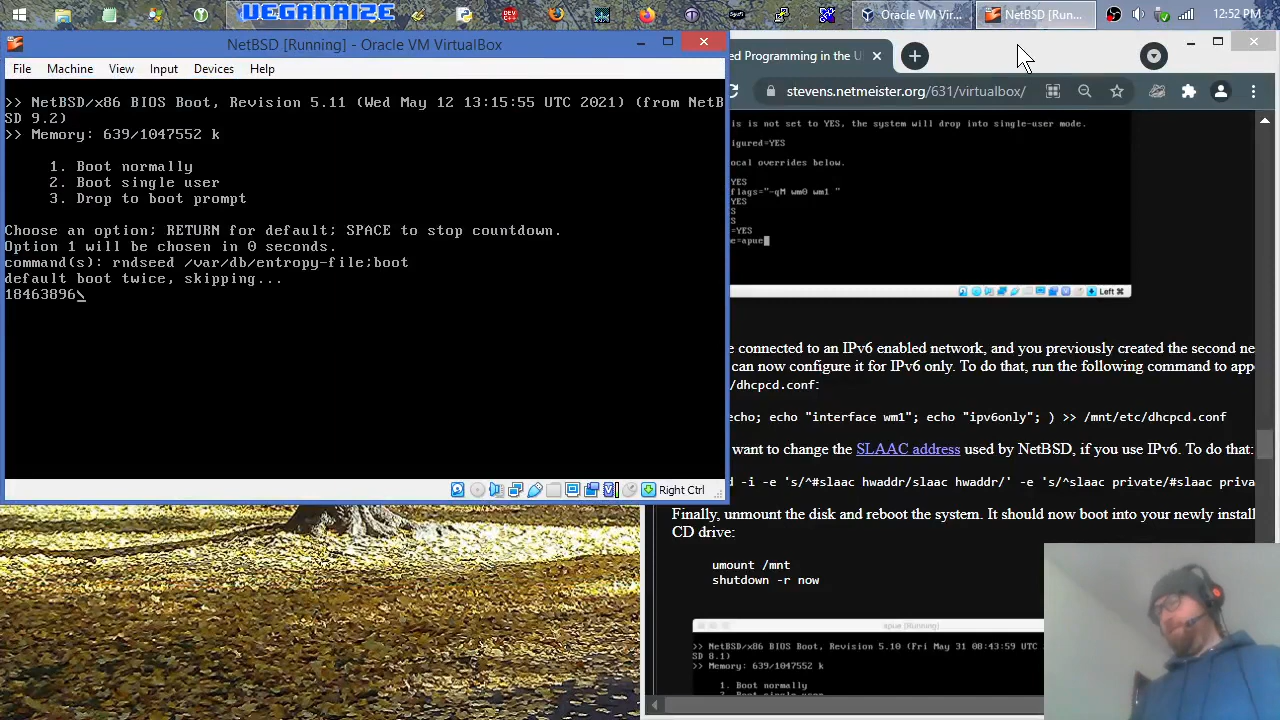 VEGANAIZE
Oracle VM Vir...
NetBSD [Run...
12:52 PM
NetBSD [Running] - Oracle VM VirtualBox
File Machine View Input Devices Help
>> NetBSD/x86 BIOS Boot, Revision 5.11 (Wed May 12 13:15:55 UTC 2021) (from NetB
SD 9.2)
>> Memory: 639/1047552 k
1. Boot normally
2. Boot single user
3. Drop to boot prompt
Choose an option; RETURN for default; SPACE to stop countdown.
Option 1 will be chosen in 0 seconds.
command(s): rndseed /var/db/entropy-file;boot
default boot twice, skipping...
18463896\
Right Ctrl
ed Programming in the U
stevens.netmeister.org/631/virtualbox/
is is not set to YES, the system will drop into single-user mode.
igured=YES
ocal overrides below.
YES
flags="-qM wm0 wm1 "
YES
S
S
=YES
e=apue
Left ⌘
e connected to an IPv6 enabled network, and you previously created the second ne
can now configure it for IPv6 only. To do that, run the following command to appe
/dhcpcd.conf:
echo; echo "interface wm1"; echo "ipv6only"; ) >> /mnt/etc/dhcpcd.conf
want to change the SLAAC address used by NetBSD, if you use IPv6. To do that:
d -i -e 's/^#slaac hwaddr/slaac hwaddr/' -e 's/^slaac private/#slaac priva
Finally, unmount the disk and reboot the system. It should now boot into your newly install
CD drive:
umount /mnt
shutdown -r now
apue [Running]
>> NetBSD/x86 BIOS Boot, Revision 5.10 (Fri May 31 08:43:59 UTC
SD 8.1)
>> Memory: 639/1047552 k
1. Boot normally
2. Boot single user